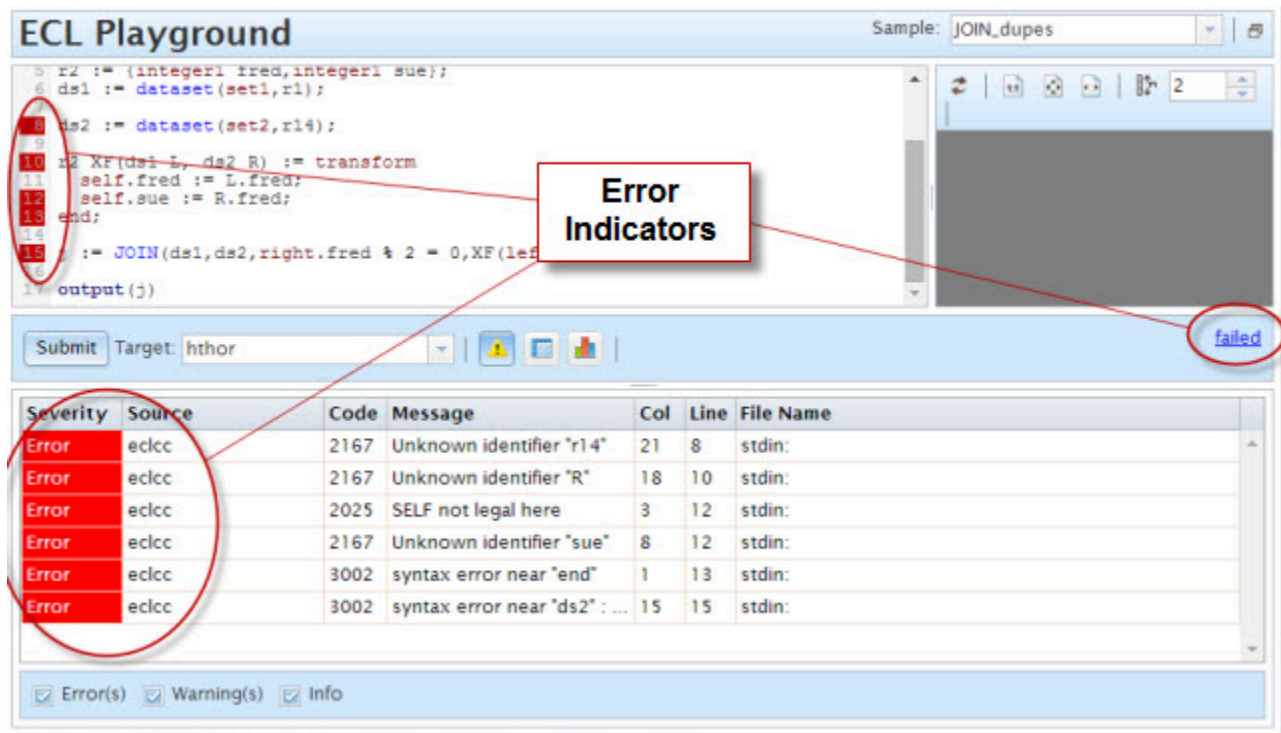 ECL Playground
Sample: JOIN_dupes
5 r2 := {integer1 fred,integer1 sue};
6 ds1 := dataset(set1,r1);
7
8 ds2 := dataset(set2,r14);
9
10 r2 XF(ds1 L, ds2 R) := transform
11 self.fred := L.fred;
12 self.sue := R.fred;
13 end;
14
15 j := JOIN(ds1,ds2,right.fred % 2 = 0,XF(lef
16
17 output(j)
2
Error
Indicators
failed
Submit Target: hthor
Severity Source Code Message Col Line File Name
Error eclcc 2167 Unknown identifier "r14" 21 8 stdin:
Error eclcc 2167 Unknown identifier "R" 18 10 stdin:
Error eclcc 2025 SELF not legal here 3 12 stdin:
Error eclcc 2167 Unknown identifier "sue" 8 12 stdin:
Error eclcc 3002 syntax error near "end" 1 13 stdin:
Error eclcc 3002 syntax error near "ds2" : ... 15 15 stdin:
Error(s) Warning(s) Info